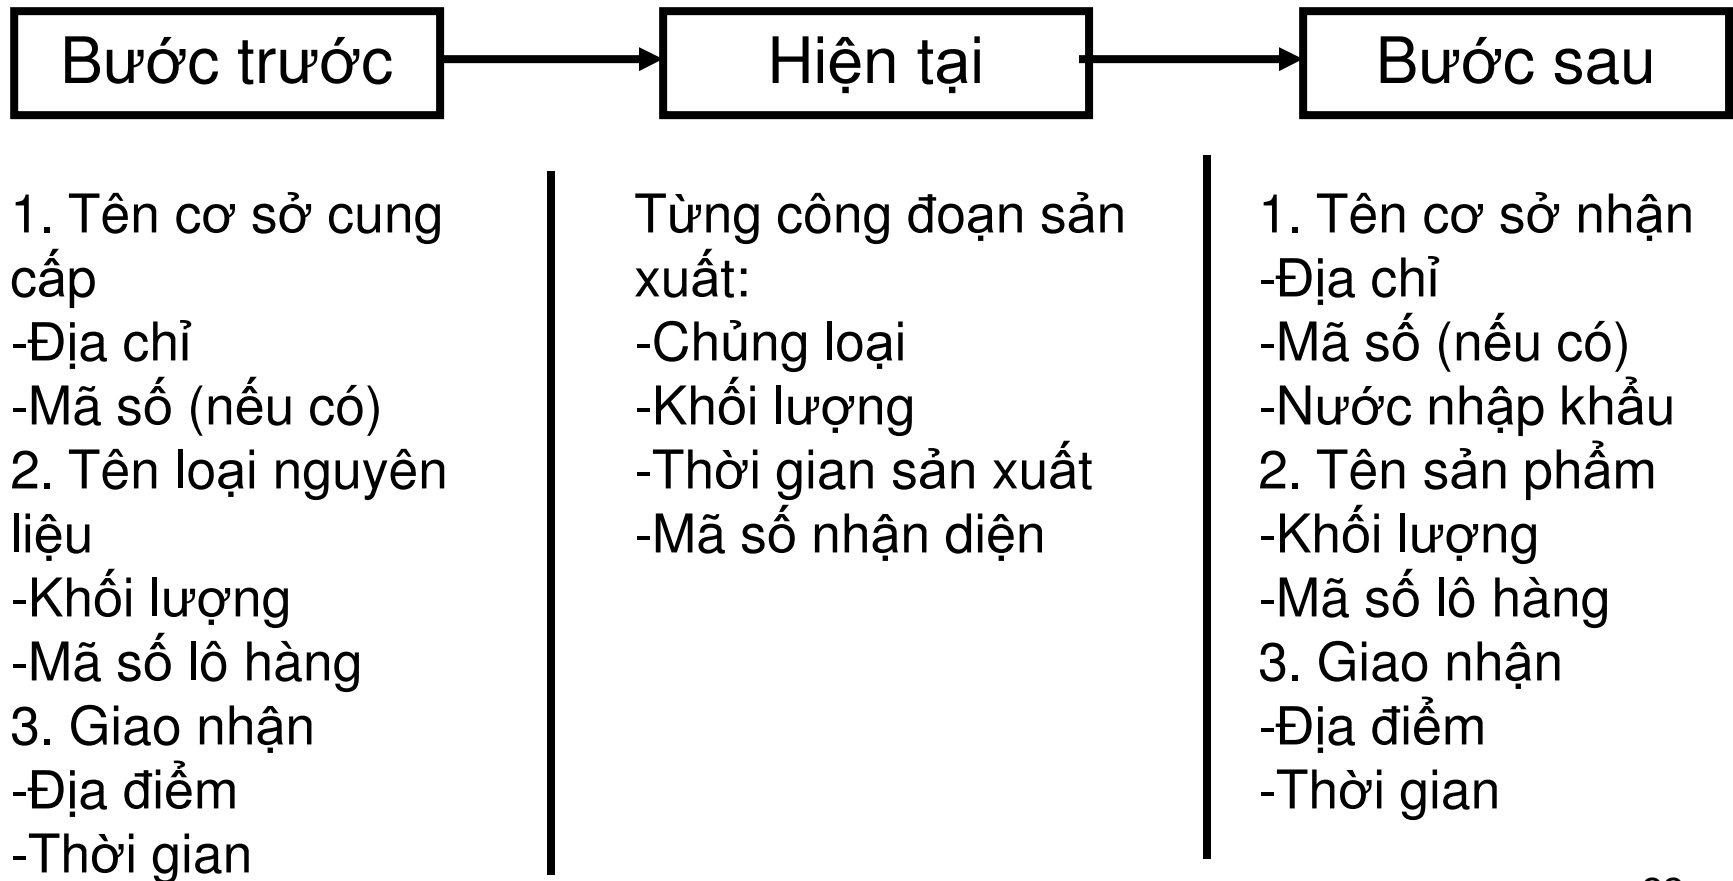 Bước trước
Hiện tại
Bước sau
1. Tên cơ sở cung
cấp
-Địa chỉ
-Mã số (nếu có)
2. Tên loại nguyên
liệu
-Khối lượng
-Mã số lô hàng
3. Giao nhận
-Địa điểm
-Thời gian
Từng công đoạn sản
xuất:
-Chủng loại
-Khối lượng
-Thời gian sản xuất
-Mã số nhận diện
1. Tên cơ sở nhận
-Địa chỉ
-Mã số (nếu có)
-Nước nhập khẩu
2. Tên sản phẩm
-Khối lượng
-Mã số lô hàng
3. Giao nhận
-Địa điểm
-Thời gian